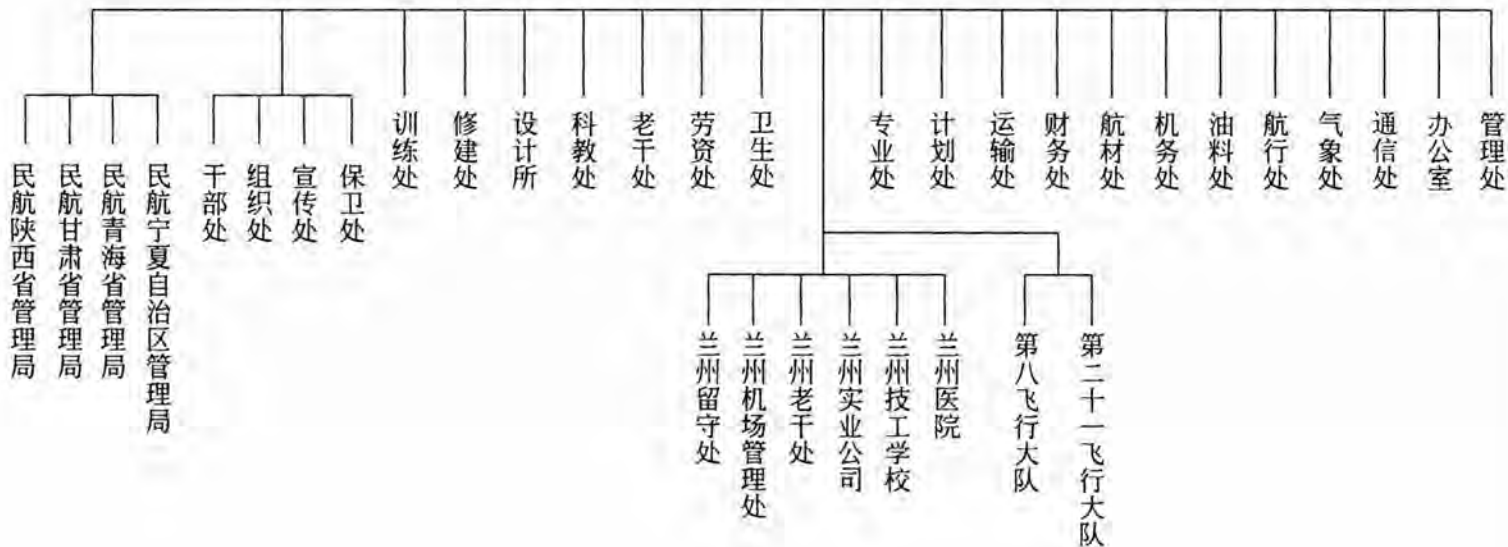 民航陕西省管理局
民航甘肃省管理局
民航青海省管理局
民航宁夏自治区管理局
干部处
组织处
宣传处
保卫处
训练处
修建处
设计所
科教处
老干处
劳资处
卫生处
专业处
计划处
运输处
财务处
航材处
机务处
油料处
航行处
气象处
通信处
办公室
管理处
兰州留守处
兰州机场管理处
兰州老干处
兰州实业公司
兰州技工学校
兰州医院
第八飞行大队
第二十一飞行大队